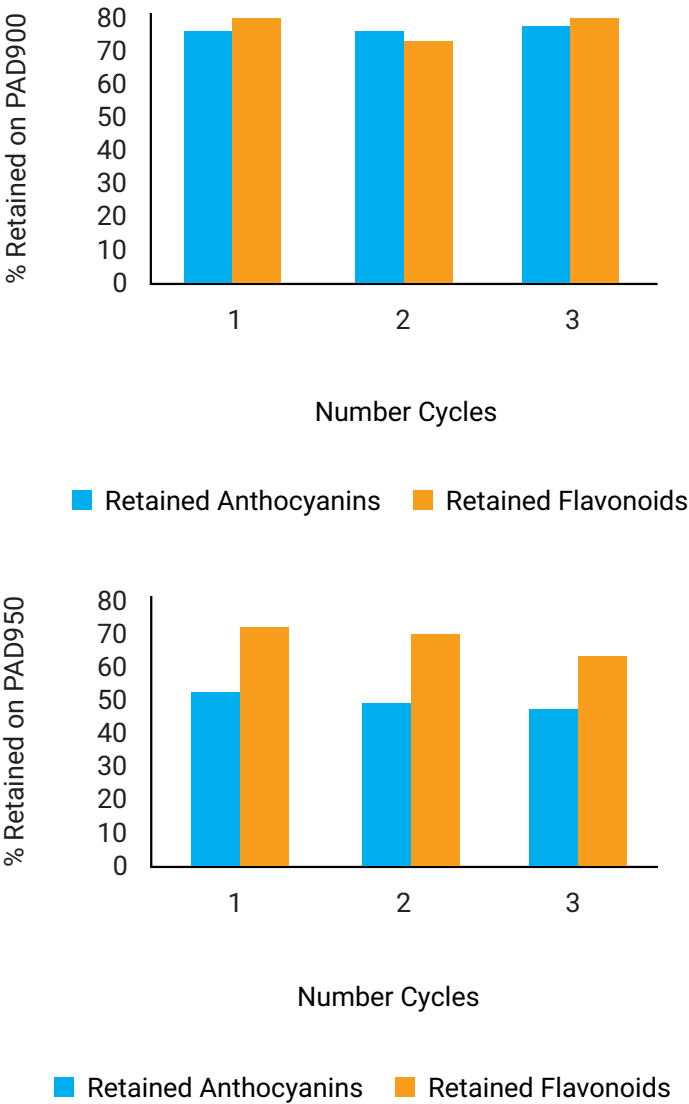 % Retained on PAD900
80
70
60
50
40
30
20
10
0
1 2 3
Number Cycles
Retained Anthocyanins Retained Flavonoids
% Retained on PAD950
80
70
60
50
40
30
20
10
0
1 2 3
Number Cycles
Retained Anthocyanins Retained Flavonoids